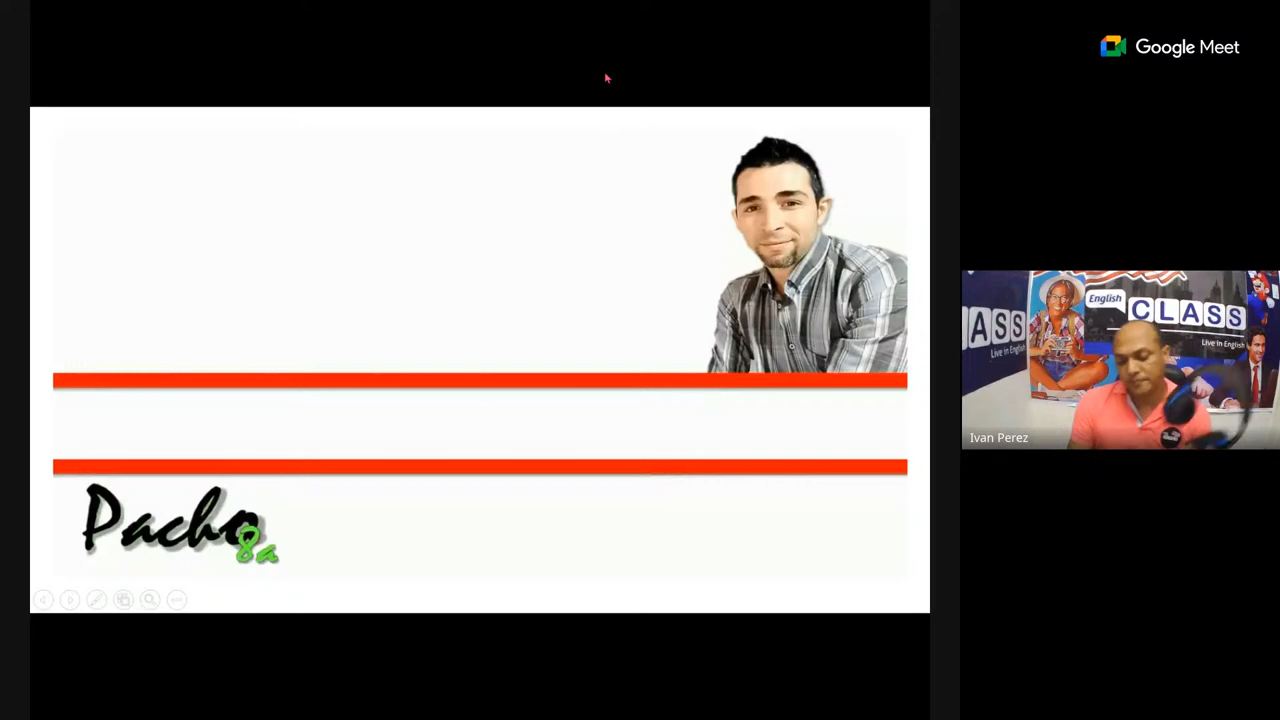 Google Meet
English
CLASS
ASS
Live in English
Live in English
Ivan Perez
Pacho
8a